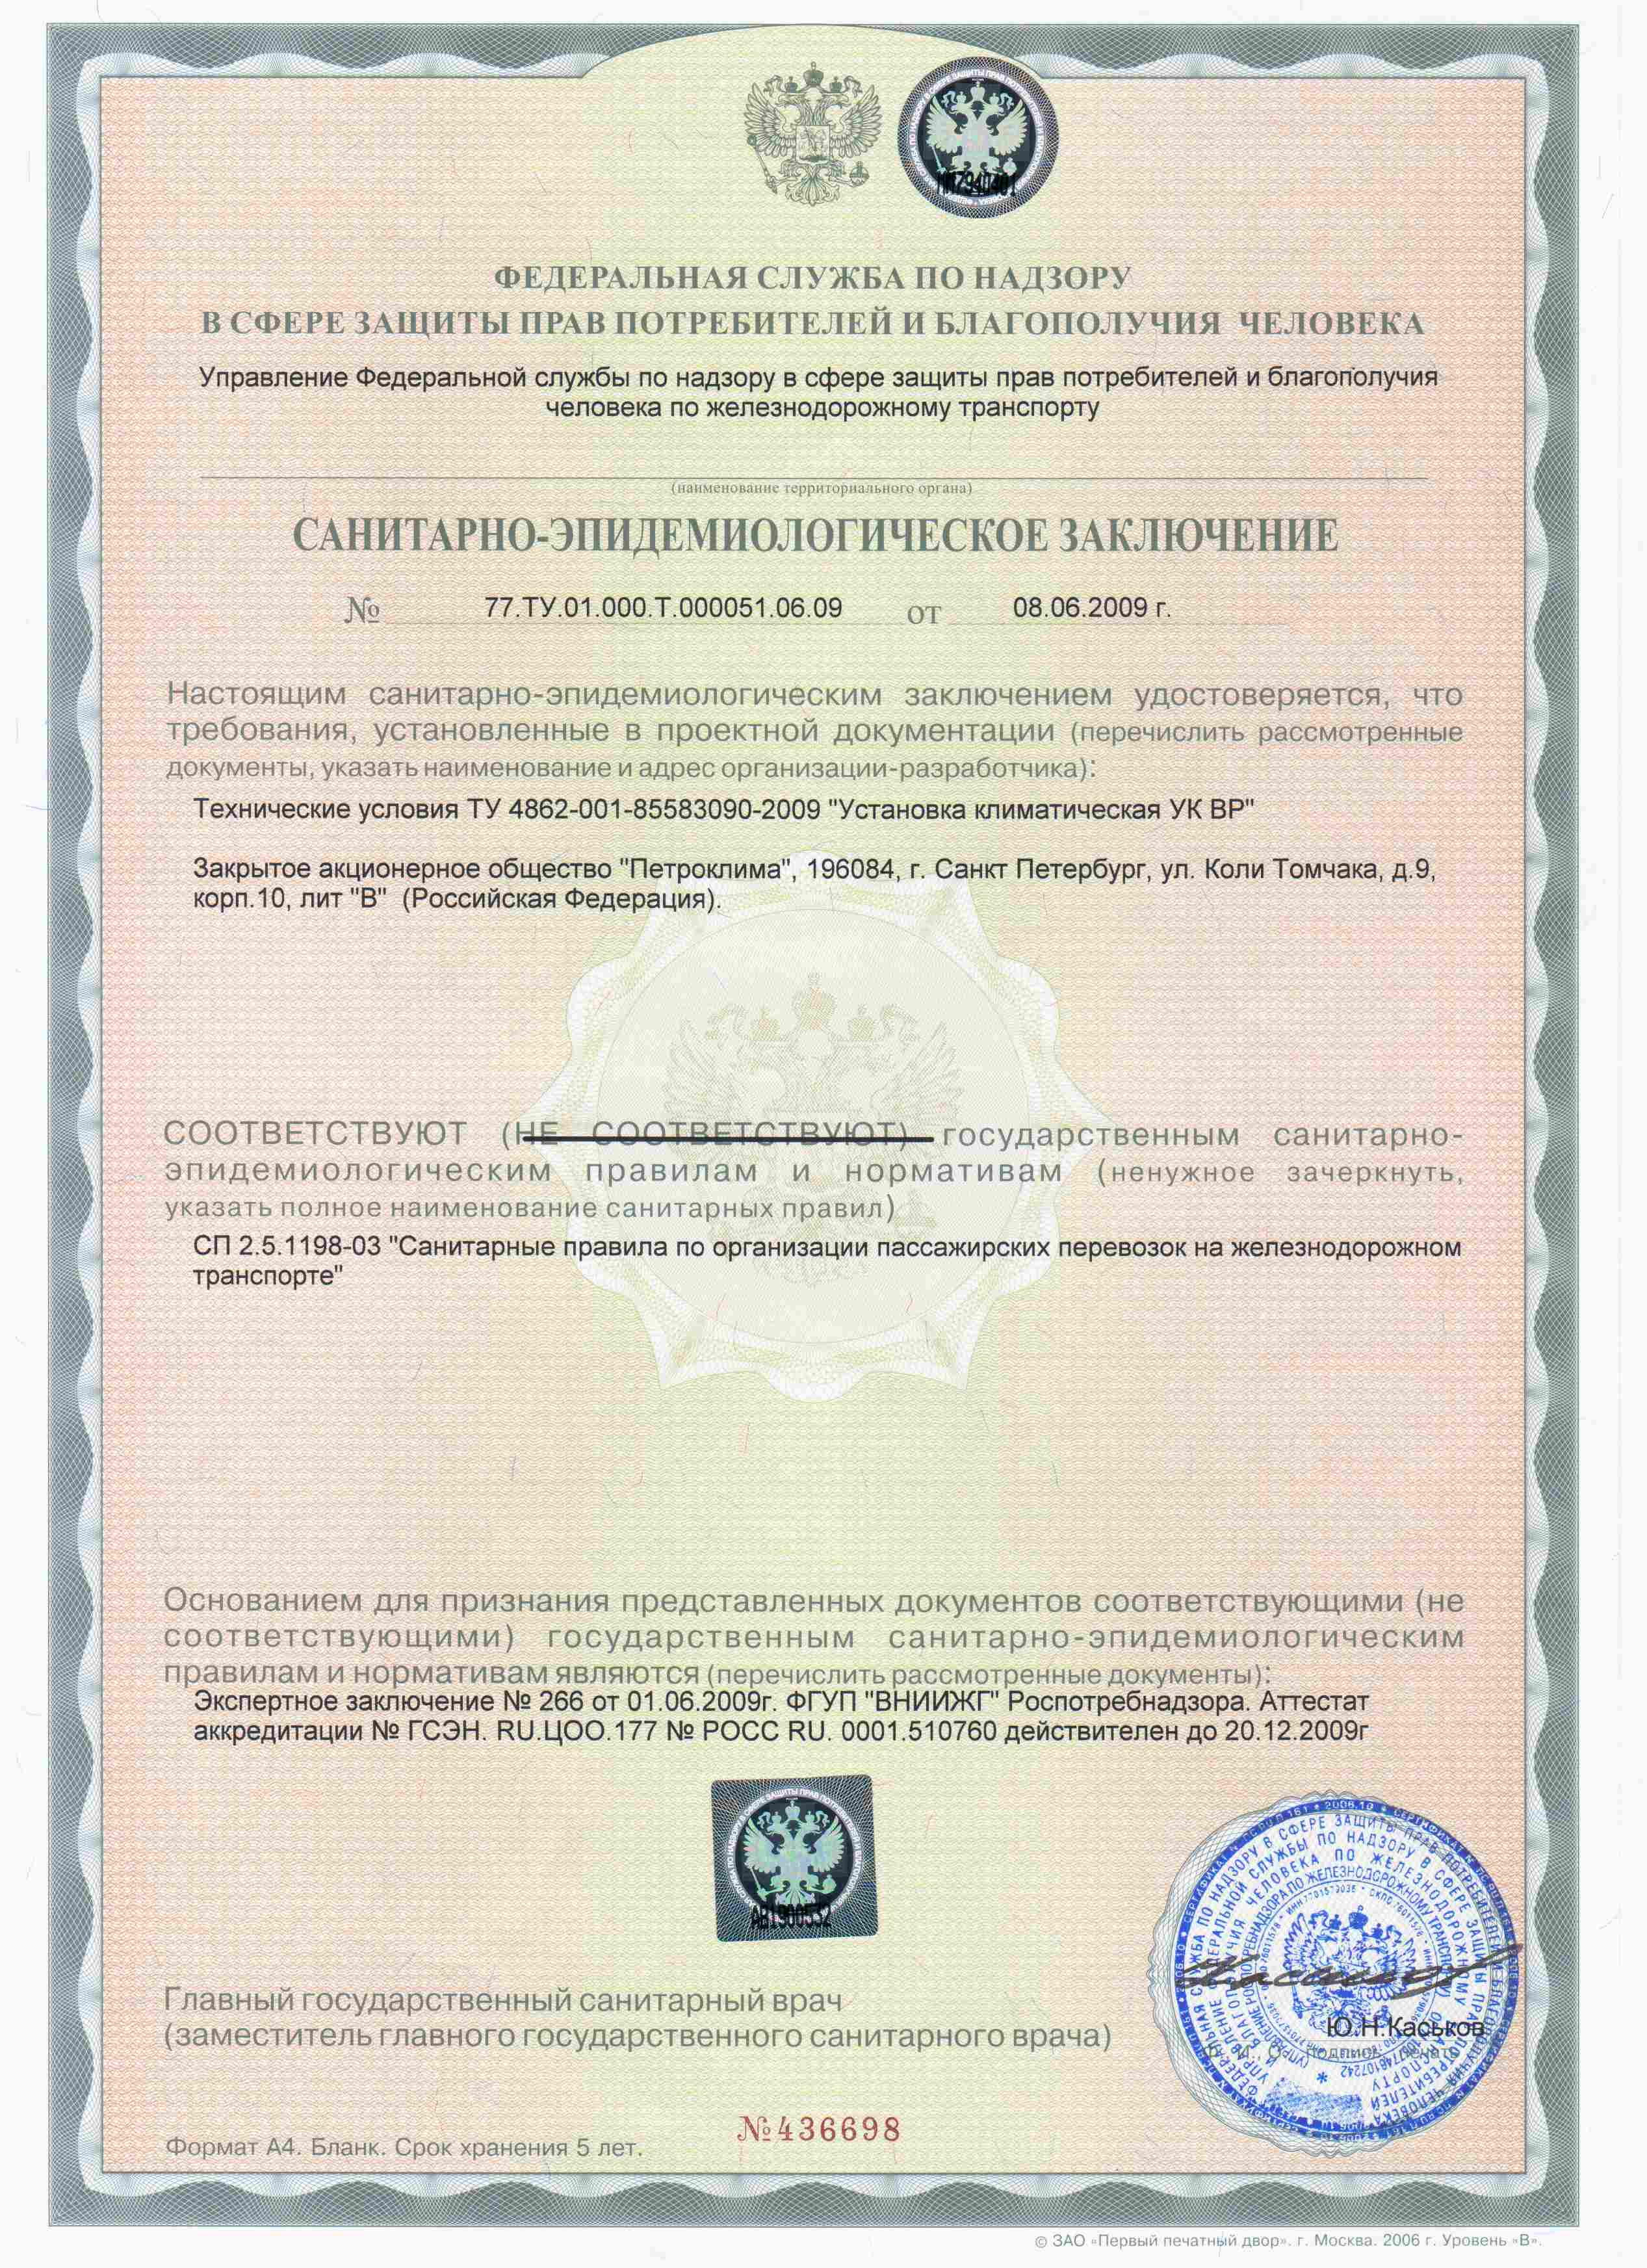 ФЕДЕРАЛЬНАЯ СЛУЖБА ПО НАДЗОРУ
В СФЕРЕ ЗАЩИТЫ ПРАВ ПОТРЕБИТЕЛЕЙ И БЛАГОПОЛУЧИЯ ЧЕЛОВЕКА
Управление Федеральной службы по надзору в сфере защиты прав потребителей и благополучия
человека по железнодорожному транспорту
(наименование территориального органа)
САНИТАРНО-ЭПИДЕМИОЛОГИЧЕСКОЕ ЗАКЛЮЧЕНИЕ
№ 77.ТУ.01.000.Т.000051.06.09 от 08.06.2009 г.
Настоящим санитарно-эпидемиологическим заключением удостоверяется, что
требования, установленные в проектной документации (перечислить рассмотренные
документы, указать наименование и адрес организации-разработчика):
Технические условия ТУ 4862-001-85583090-2009 "Установка климатическая УК ВР"
Закрытое акционерное общество "Петроклима", 196084, г. Санкт Петербург, ул. Коли Томчака, д.9,
корп.10, лит "В" (Российская Федерация).
СООТВЕТСТВУЮТ (НЕ СООТВЕТСТВУЮТ) государственным санитарно-
эпидемиологическим правилам и нормативам (ненужное зачеркнуть,
указать полное наименование санитарных правил)
СП 2.5.1198-03 "Санитарные правила по организации пассажирских перевозок на железнодорожном
транспорте"
Основанием для признания представленных документов соответствующими (не
соответствующими) государственным санитарно-эпидемиологическим
правилам и нормативам являются (перечислить рассмотренные документы):
Экспертное заключение № 266 от 01.06.2009г. ФГУП "ВНИИЖГ" Роспотребнадзора. Аттестат
аккредитации № ГСЭН. RU.ЦОО.177 № РОСС RU. 0001.510760 действителен до 20.12.2009г
АВ1900532
Главный государственный санитарный врач
(заместитель главного государственного санитарного врача)
Ю.Н.Каськов
№436698
Формат А4. Бланк. Срок хранения 5 лет.
© ЗАО «Первый печатный двор». г. Москва. 2006 г. Уровень «В».